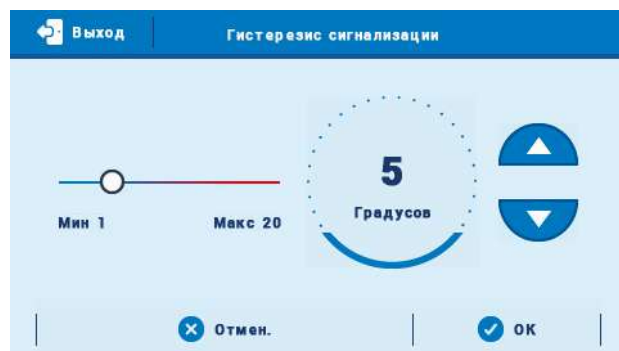 Выход
Гистерезис сигнализации
5
Градусов
Мин 1
Макс 20
Отмен.
ОК